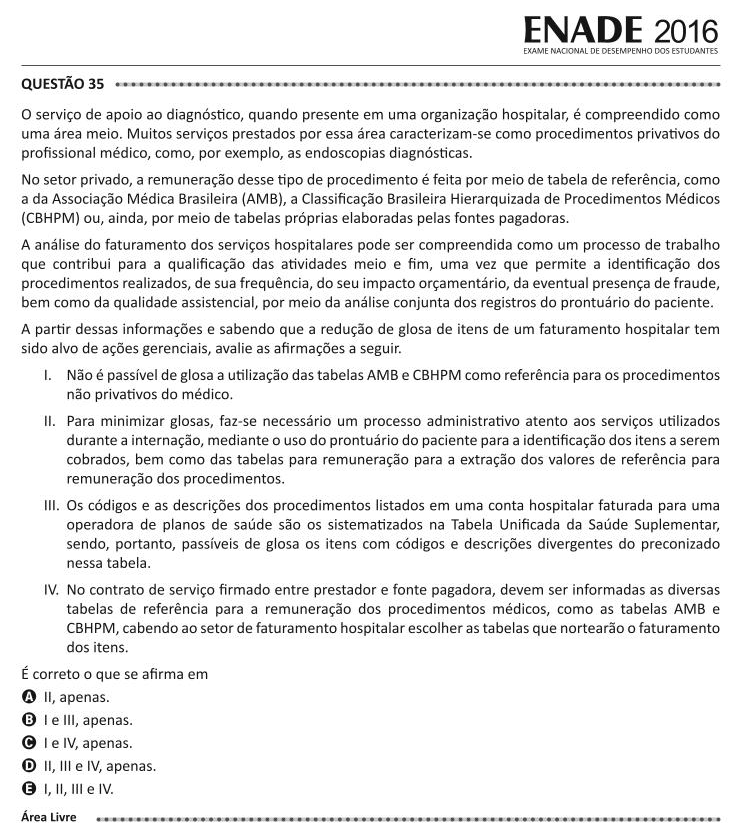 ENADE 2016
EXAME NACIONAL DE DESEMPENHO DOS ESTUDANTES
QUESTÃO 35
O serviço de apoio ao diagnóstico, quando presente em uma organização hospitalar, é compreendido como
uma área meio. Muitos serviços prestados por essa área caracterizam-se como procedimentos privativos do
profissional médico, como, por exemplo, as endoscopias diagnósticas.
No setor privado, a remuneração desse tipo de procedimento é feita por meio de tabela de referência, como
a da Associação Médica Brasileira (AMB), a Classificação Brasileira Hierarquizada de Procedimentos Médicos
(CBHPM) ou, ainda, por meio de tabelas próprias elaboradas pelas fontes pagadoras.
A análise do faturamento dos serviços hospitalares pode ser compreendida como um processo de trabalho
que contribui para a qualificação das atividades meio e fim, uma vez que permite a identificação dos
procedimentos realizados, de sua frequência, do seu impacto orçamentário, da eventual presença de fraude,
bem como da qualidade assistencial, por meio da análise conjunta dos registros do prontuário do paciente.
A partir dessas informações e sabendo que a redução de glosa de itens de um faturamento hospitalar tem
sido alvo de ações gerenciais, avalie as afirmações a seguir.
I. Não é passível de glosa a utilização das tabelas AMB e CBHPM como referência para os procedimentos
não privativos do médico.
II. Para minimizar glosas, faz-se necessário um processo administrativo atento aos serviços utilizados
durante a internação, mediante o uso do prontuário do paciente para a identificação dos itens a serem
cobrados, bem como das tabelas para remuneração para a extração dos valores de referência para
remuneração dos procedimentos.
III. Os códigos e as descrições dos procedimentos listados em uma conta hospitalar faturada para uma
operadora de planos de saúde são os sistematizados na Tabela Unificada da Saúde Suplementar,
sendo, portanto, passíveis de glosa os itens com códigos e descrições divergentes do preconizado
nessa tabela.
IV. No contrato de serviço firmado entre prestador e fonte pagadora, devem ser informadas as diversas
tabelas de referência para a remuneração dos procedimentos médicos, como as tabelas AMB e
CBHPM, cabendo ao setor de faturamento hospitalar escolher as tabelas que nortearão o faturamento
dos itens.
É correto o que se afirma em
A II, apenas.
B I e III, apenas.
C I e IV, apenas.
D II, III e IV, apenas.
E I, II, III e IV.
Área Livre